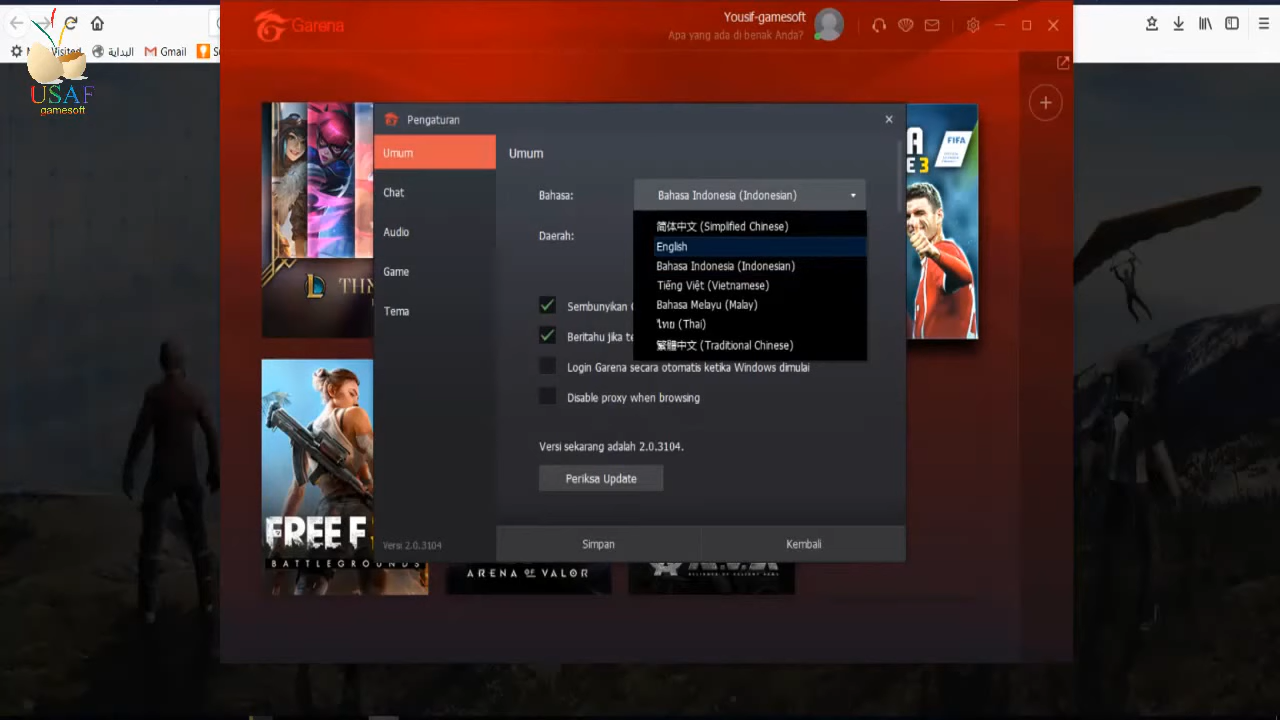 Garena
Yousif-gamesoft
Apa yang ada di benak Anda?
Visited
البداية
Gmail
USAF
gamesoft
Pengaturan
Umum
Chat
Audio
Game
Tema
Versi 2.0.3104
Umum
Bahasa:
Bahasa Indonesia (Indonesian)
简体中文 (Simplified Chinese)
English
Bahasa Indonesia (Indonesian)
Tiếng Việt (Vietnamese)
Bahasa Melayu (Malay)
ไทย (Thai)
繁體中文 (Traditional Chinese)
Daerah:
Sembunyikan
Beritahu jika
Login Garena secara otomatis ketika Windows dimulai
Disable proxy when browsing
Versi sekarang adalah 2.0.3104.
Periksa Update
Simpan
Kembali
FIFA
FREE F
BATTLEGROUNDS
ARENA OF VALOR